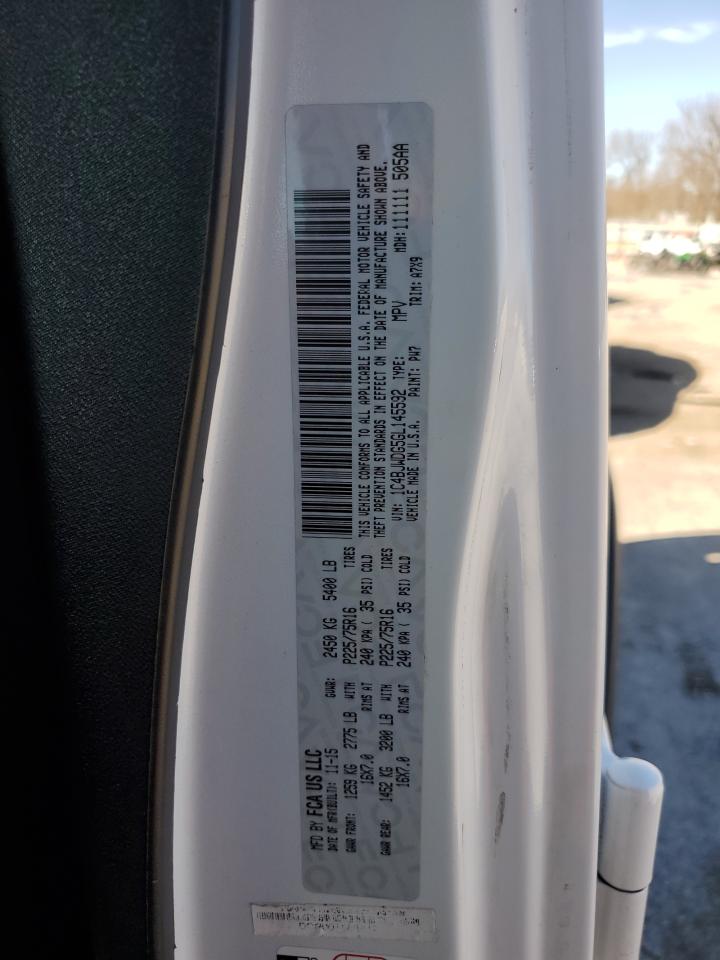 MFD BY FCA US LLC
DATE OF MFR(BUILT): 11-15 GVWR: 2450 KG 5400 LB
GAWR FRONT: 1259 KG 2775 LB WITH P225/75R16 TIRES
16X7.0 RIMS AT 240 KPA ( 35 PSI) COLD
GAWR REAR: 1452 KG 3200 LB WITH P225/75R16 TIRES
16X7.0 RIMS AT 240 KPA ( 35 PSI) COLD
THIS VEHICLE CONFORMS TO ALL APPLICABLE U.S.A. FEDERAL MOTOR VEHICLE SAFETY AND
THEFT PREVENTION STANDARDS IN EFFECT ON THE DATE OF MANUFACTURE SHOWN ABOVE.
VIN: 1C4BJWDG5GL145592 TYPE: MPV MDH: 111111 505AA
VEHICLE MADE IN U.S.A. PAINT: PW7 TRIM: A7X9